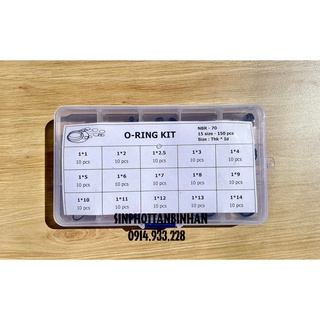 O-RING KIT
NBR - 70
15 size - 150 pcs
Size : Thk * Id
1*1 1*2 1*2.5 1*3 1*4
10 pcs 10 pcs 10 pcs 10 pcs 10 pcs
1*5 1*6 1*7 1*8 1*9
10 pcs 10 pcs 10 pcs 10 pcs 10 pcs
1*10 1*11 1*12 1*13 1*14
10 pcs 10 pcs 10 pcs 10 pcs 10 pcs
SINPHOTTANBINHAN
0914.933.228